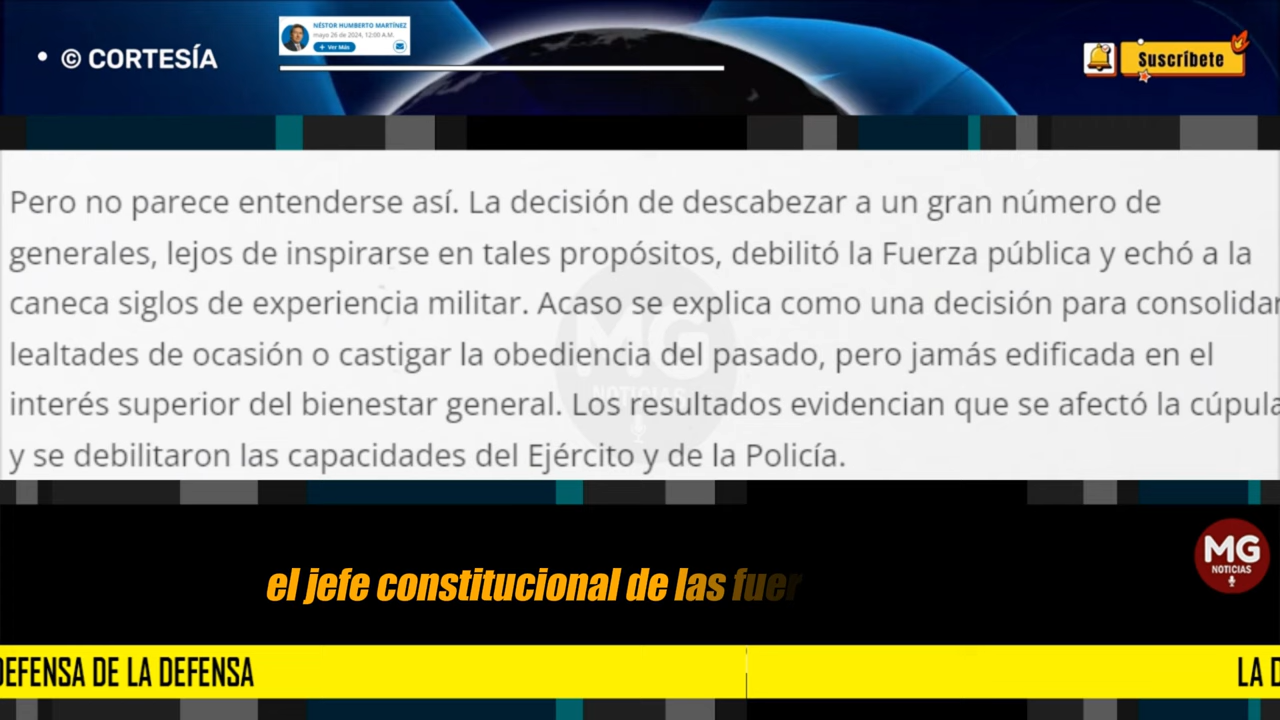 • © CORTESÍA
NÉSTOR HUMBERTO MARTÍNEZ
mayo 26 de 2024, 12:00 A.M.
+ Ver Más
Suscríbete
Pero no parece entenderse así. La decisión de descabezar a un gran número de
generales, lejos de inspirarse en tales propósitos, debilitó la Fuerza pública y echó a la
caneca siglos de experiencia militar. Acaso se explica como una decisión para consolidar
lealtades de ocasión o castigar la obediencia del pasado, pero jamás edificada en el
interés superior del bienestar general. Los resultados evidencian que se afectó la cúpula
y se debilitaron las capacidades del Ejército y de la Policía.
MG
NOTICIAS
el jefe constitucional de las fuer
MG
NOTICIAS
DEFENSA DE LA DEFENSA
LA D